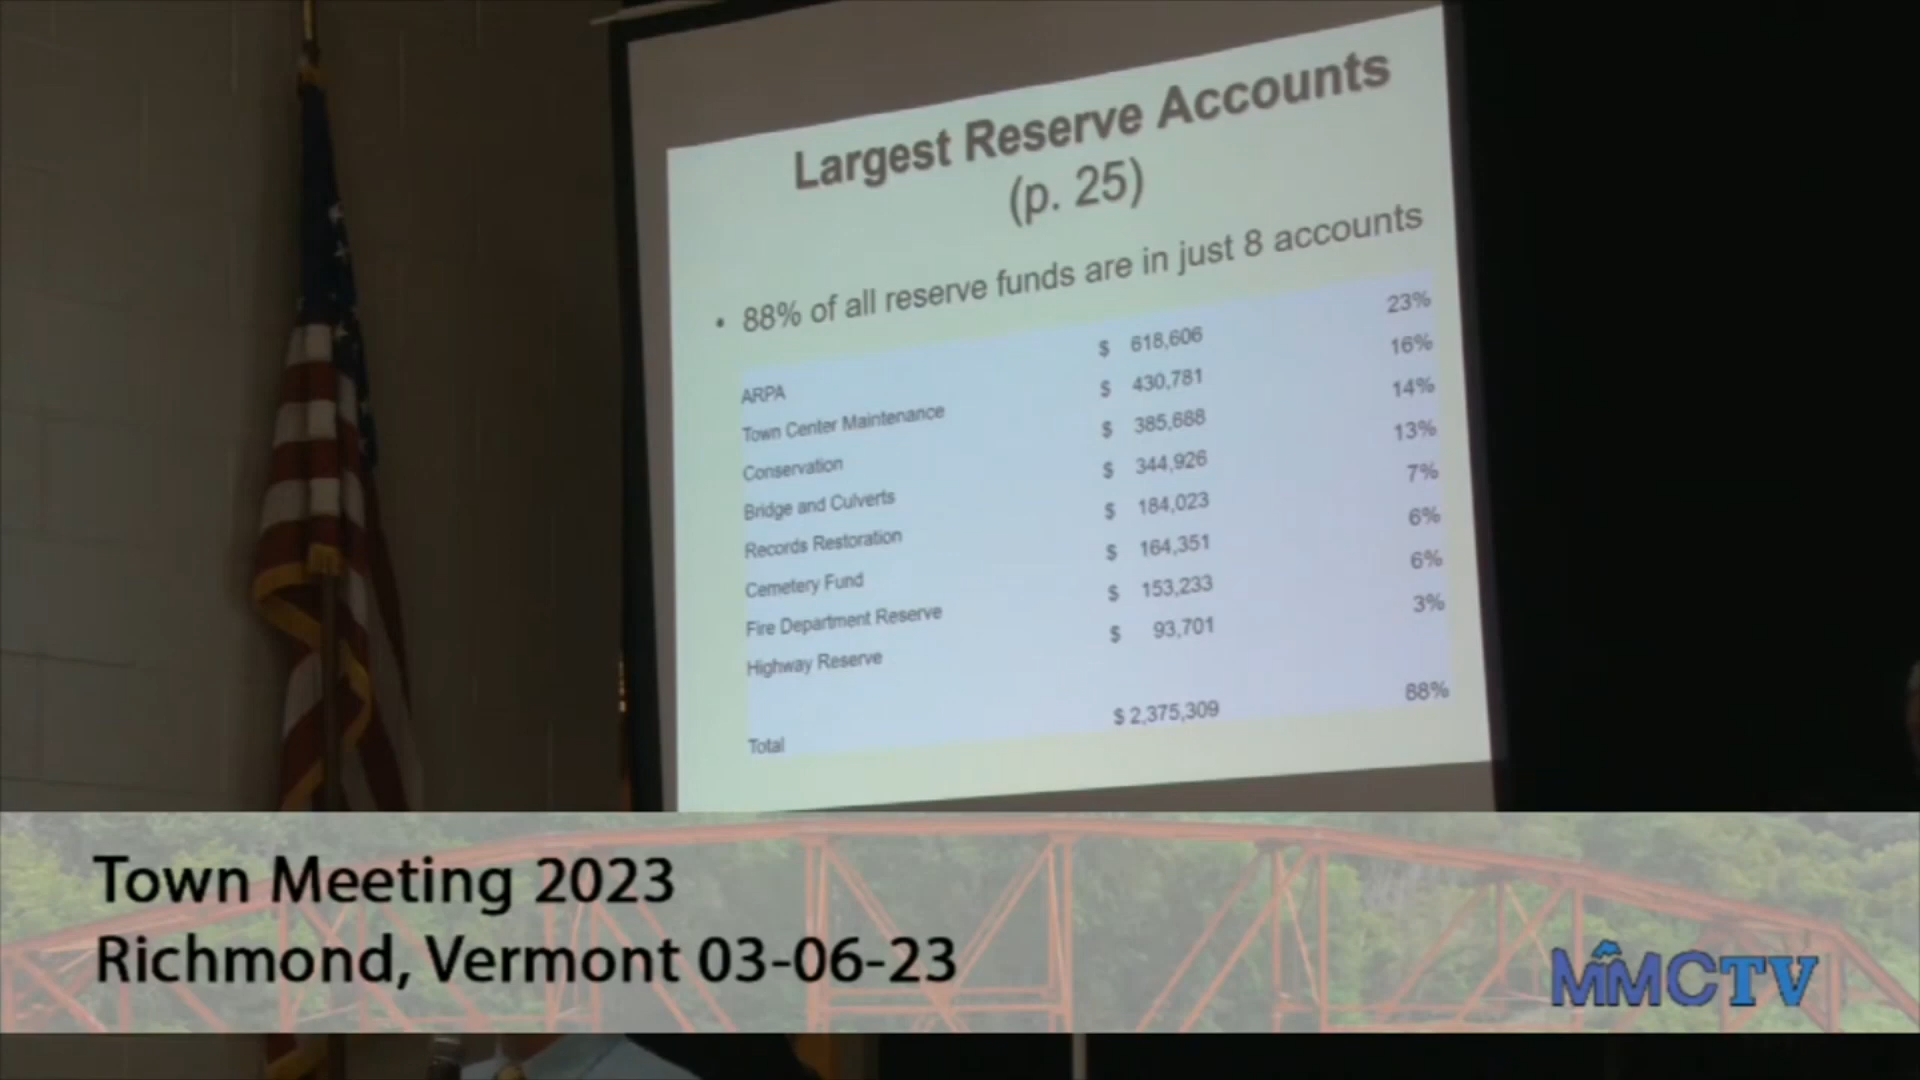 Largest Reserve Accounts
(p. 25)
• 88% of all reserve funds are in just 8 accounts
ARPA $ 618,606 23%
Town Center Maintenance $ 430,781 16%
Conservation $ 385,688 14%
Bridge and Culverts $ 344,926 13%
Records Restoration $ 184,023 7%
Cemetery Fund $ 164,351 6%
Fire Department Reserve $ 153,233 6%
Highway Reserve $ 93,701 3%
Total $ 2,375,309 88%
Town Meeting 2023
Richmond, Vermont 03-06-23
MMCTV